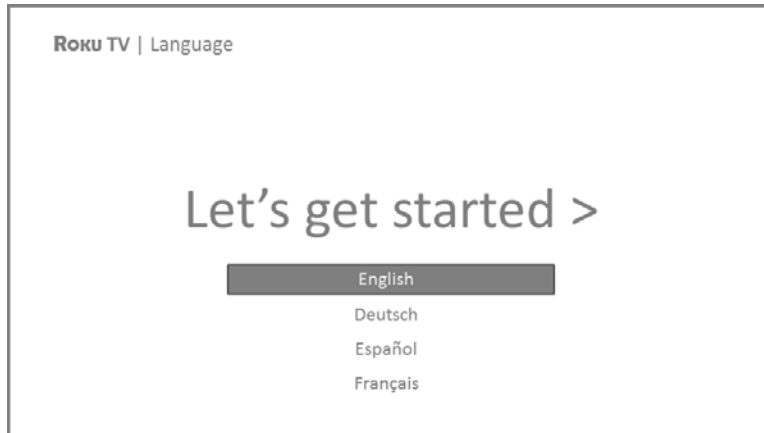 Roku TV | Language
Let's get started >
English
Deutsch
Español
Français